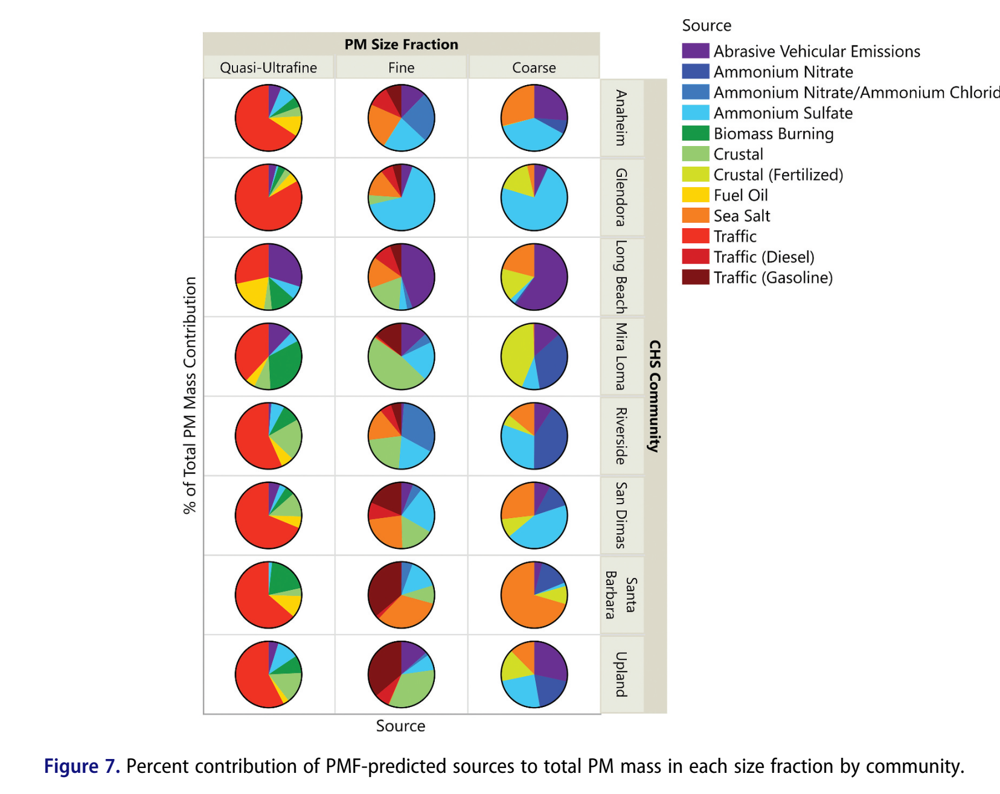 Source
PM Size Fraction
Quasi-Ultrafine
Fine
Coarse
Abrasive Vehicular Emissions
Ammonium Nitrate
Ammonium Nitrate/Ammonium Chlorid
Ammonium Sulfate
Biomass Burning
Crustal
Crustal (Fertilized)
Fuel Oil
Sea Salt
Traffic
Traffic (Diesel)
Traffic (Gasoline)
% of Total PM Mass Contribution
Anaheim
Glendora
Long Beach
Mira Loma
Riverside
San Dimas
Santa
Barbara
Upland
CHS Community
Source
Figure 7. Percent contribution of PMF-predicted sources to total PM mass in each size fraction by community.